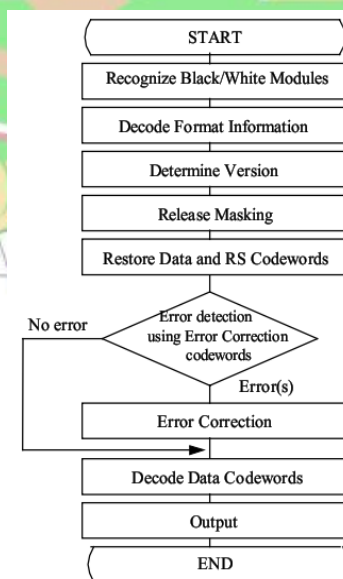 START
Recognize Black/White Modules
Decode Format Information
Determine Version
Release Masking
Restore Data and RS Codewords
Error detection
using Error Correction
codewords
No error
Error(s)
Error Correction
Decode Data Codewords
Output
END